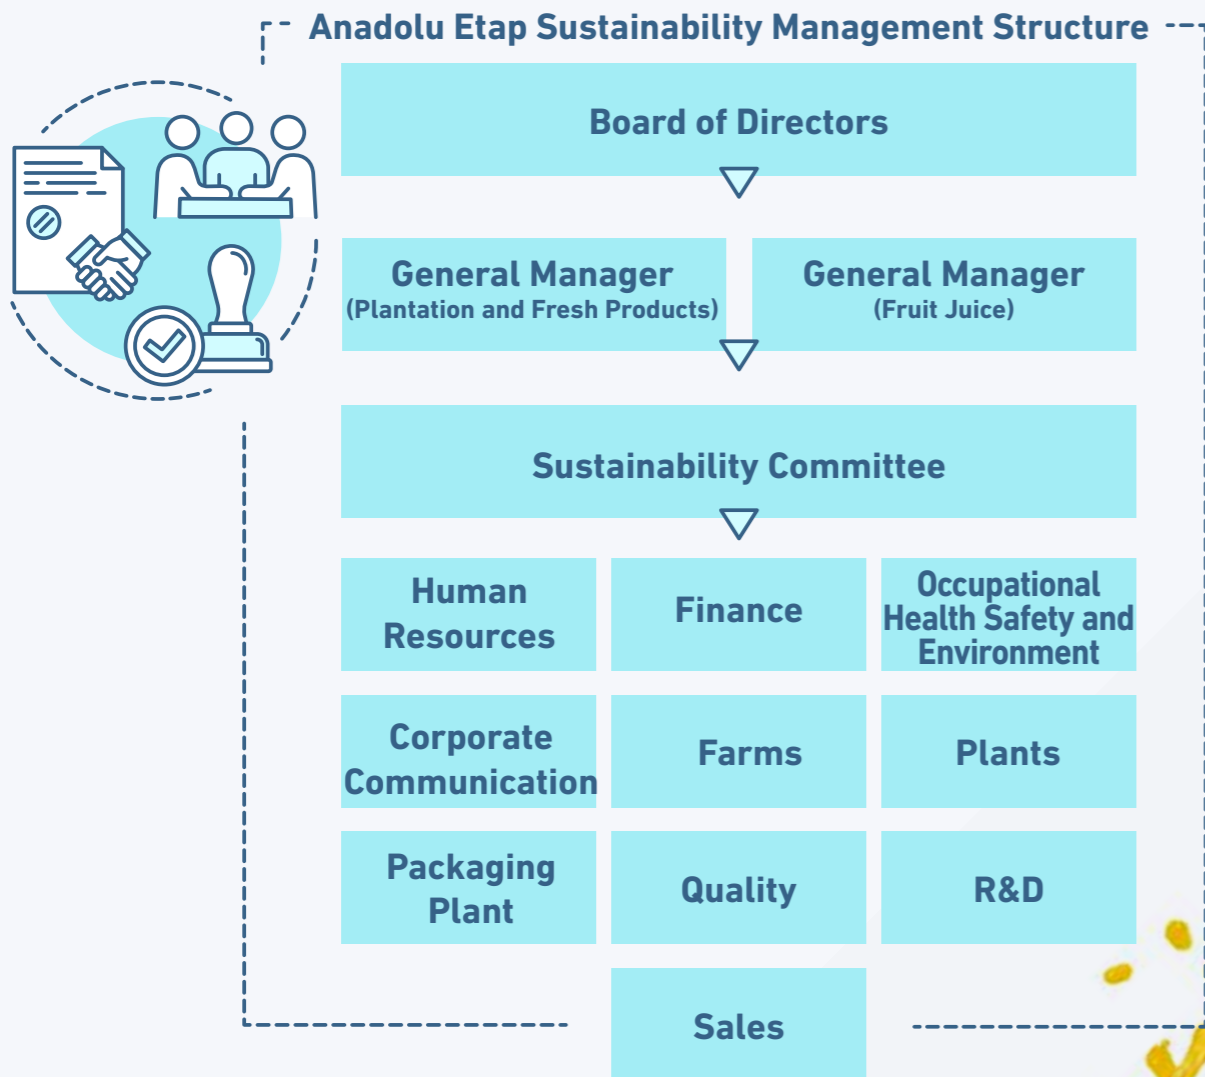 Anadolu Etap Sustainability Management Structure
Board of Directors
General Manager
(Plantation and Fresh Products)
General Manager
(Fruit Juice)
Sustainability Committee
Human
Resources
Finance
Occupational
Health Safety and
Environment
Corporate
Communication
Farms
Plants
Packaging
Plant
Quality
R&D
Sales